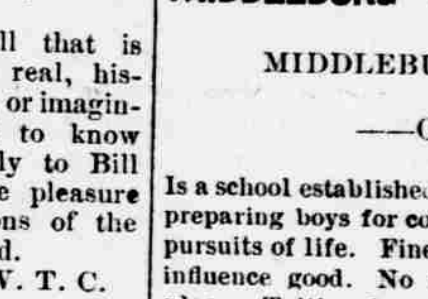 ll that is
real, his-
or imagin-
to know
ly to Bill
e pleasure
ns of the
d.
V. T. C.
MIDDLEBU
Is a school established
preparing boys for co
pursuits of life. Fine
influence good. No